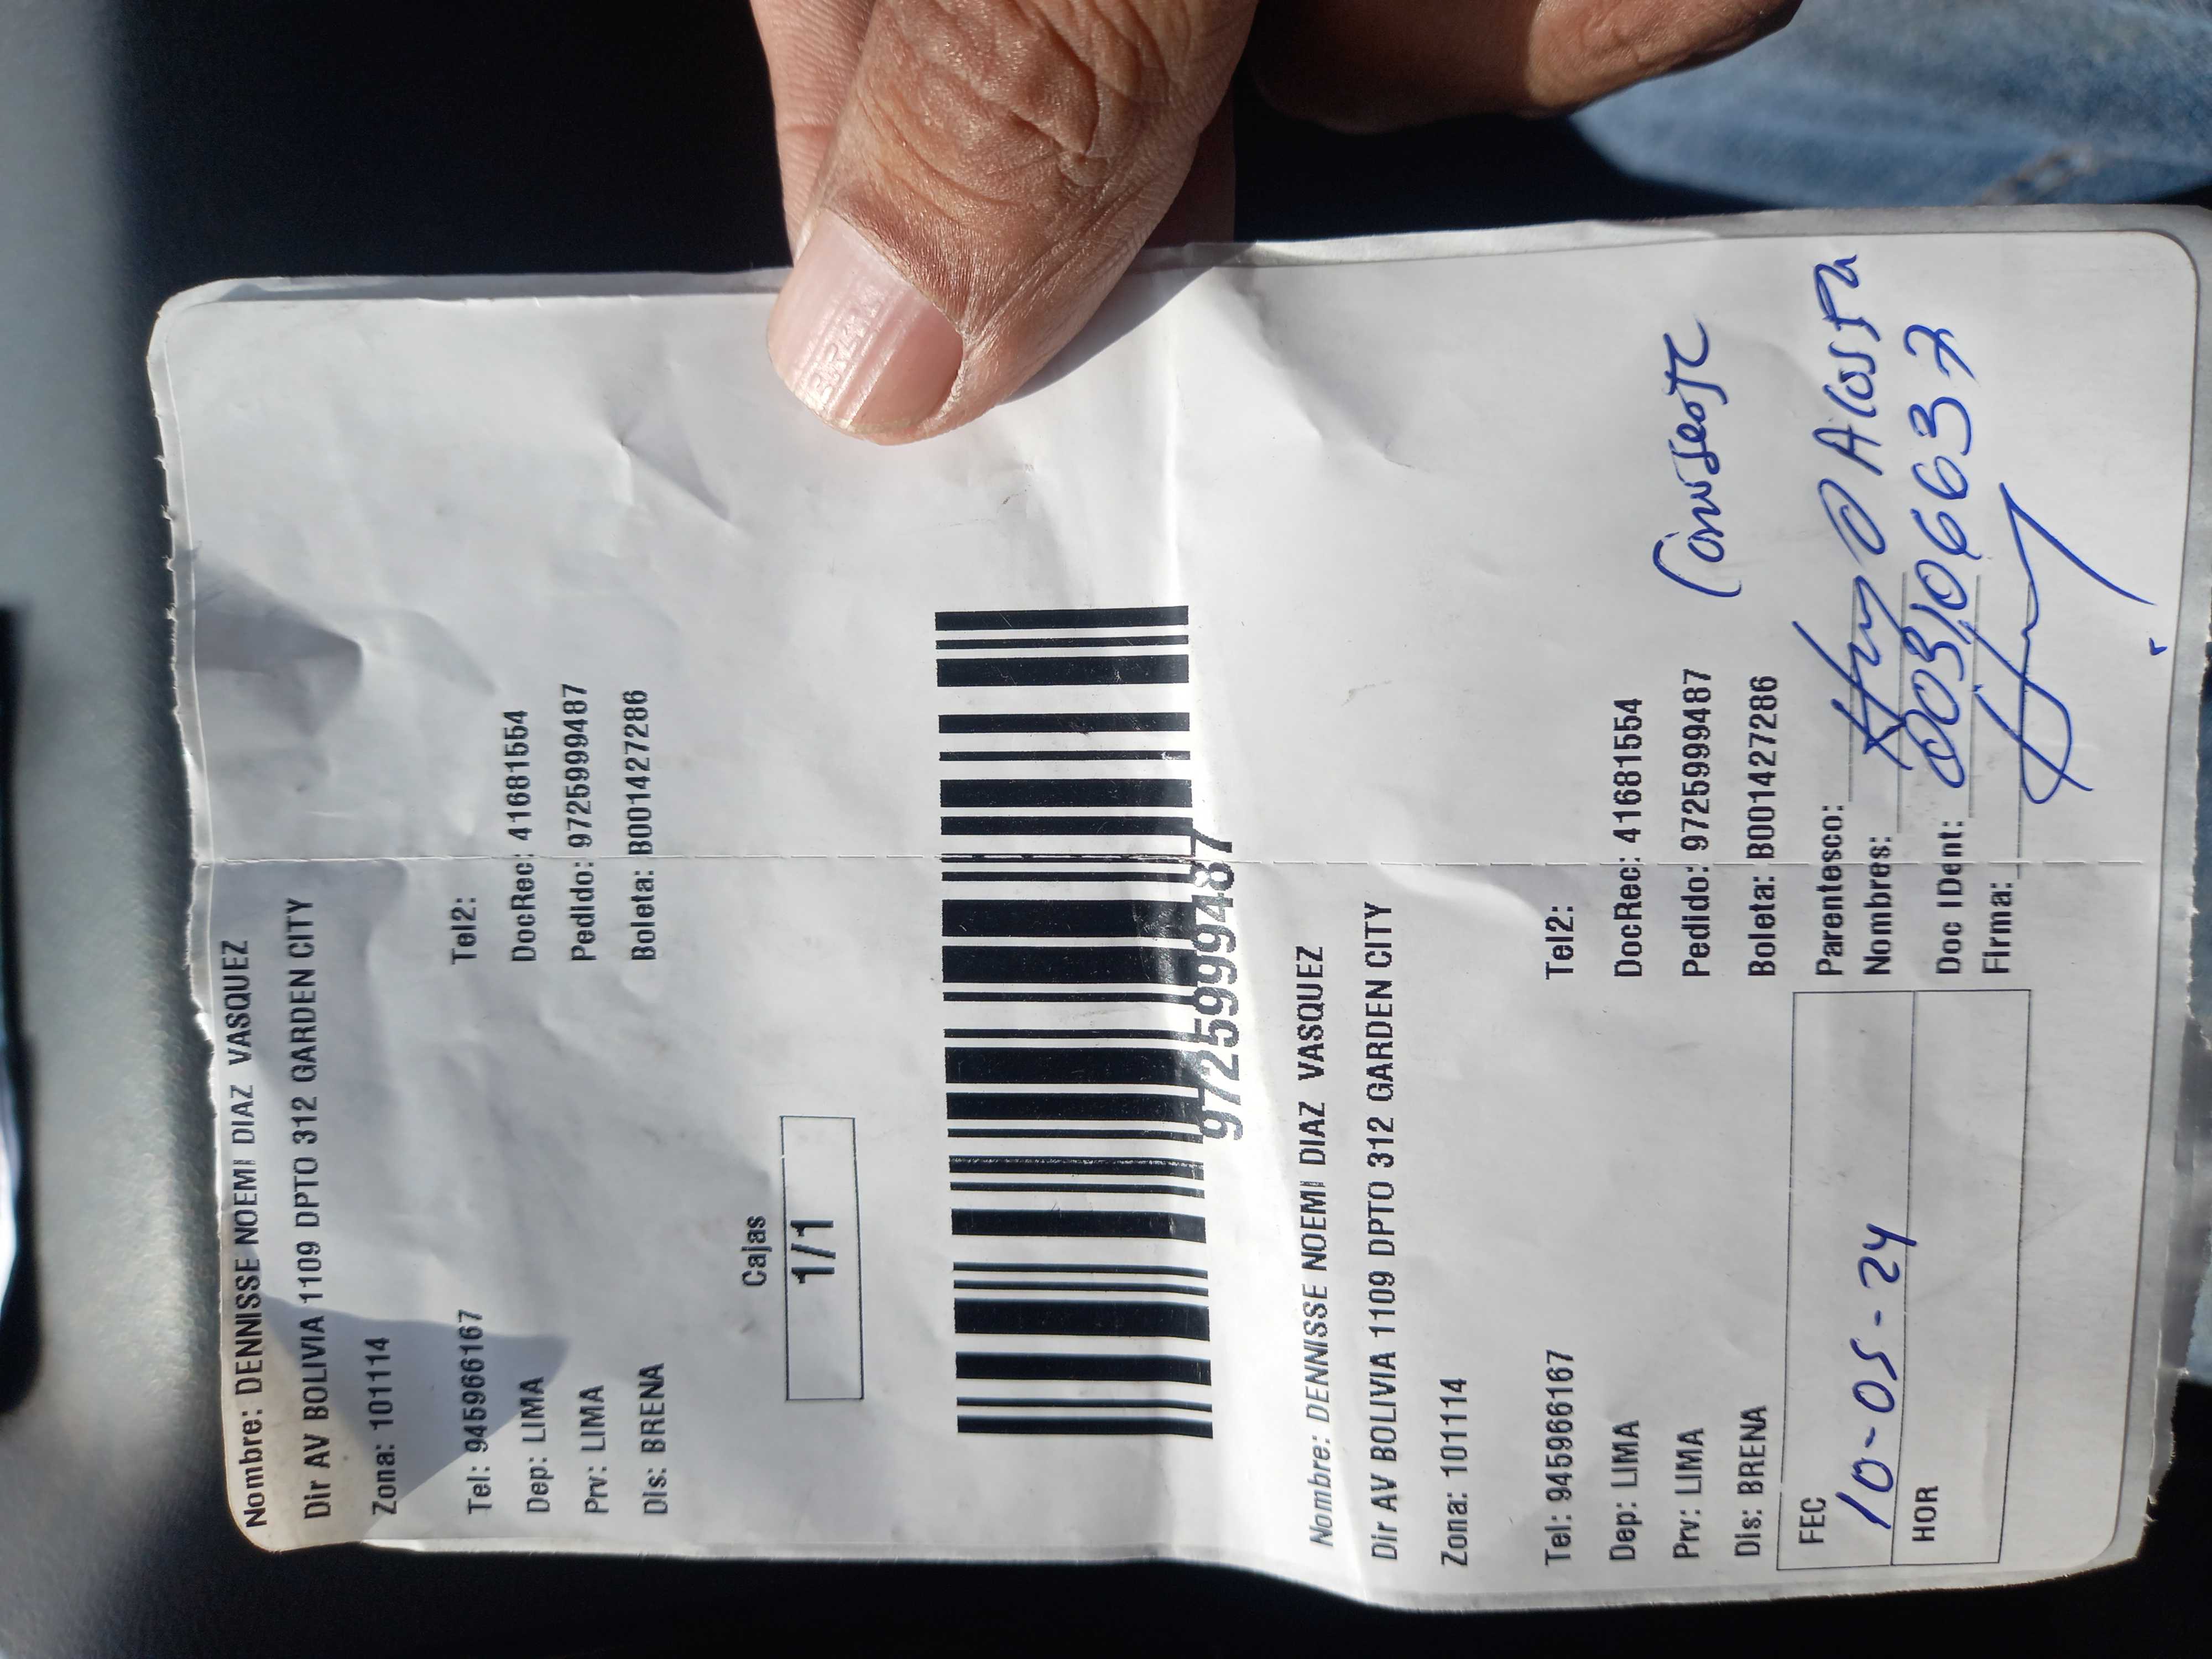 Nombre: DENNISSE NOEMI DIAZ VASQUEZ
Dir AV BOLIVIA 1109 DPTO 312 GARDEN CITY
Zona: 101114
Tel: 945966167 Tel2:
Dep: LIMA DocRec: 41681554
Prv: LIMA Pedido: 9725999487
Dis: BRENA Boleta: B001427286
Cajas
1/1
9725999487
Nombre: DENNISSE NOEMI DIAZ VASQUEZ
Dir AV BOLIVIA 1109 DPTO 312 GARDEN CITY
Zona: 101114
Tel: 945966167 Tel2:
Dep: LIMA DocRec: 41681554
Prv: LIMA Pedido: 9725999487
Dis: BRENA Boleta: B001427286
FEC 10-05-24
HOR
Parentesco:
Nombres: Acosta
Doc IDent: 003106637
Firma: